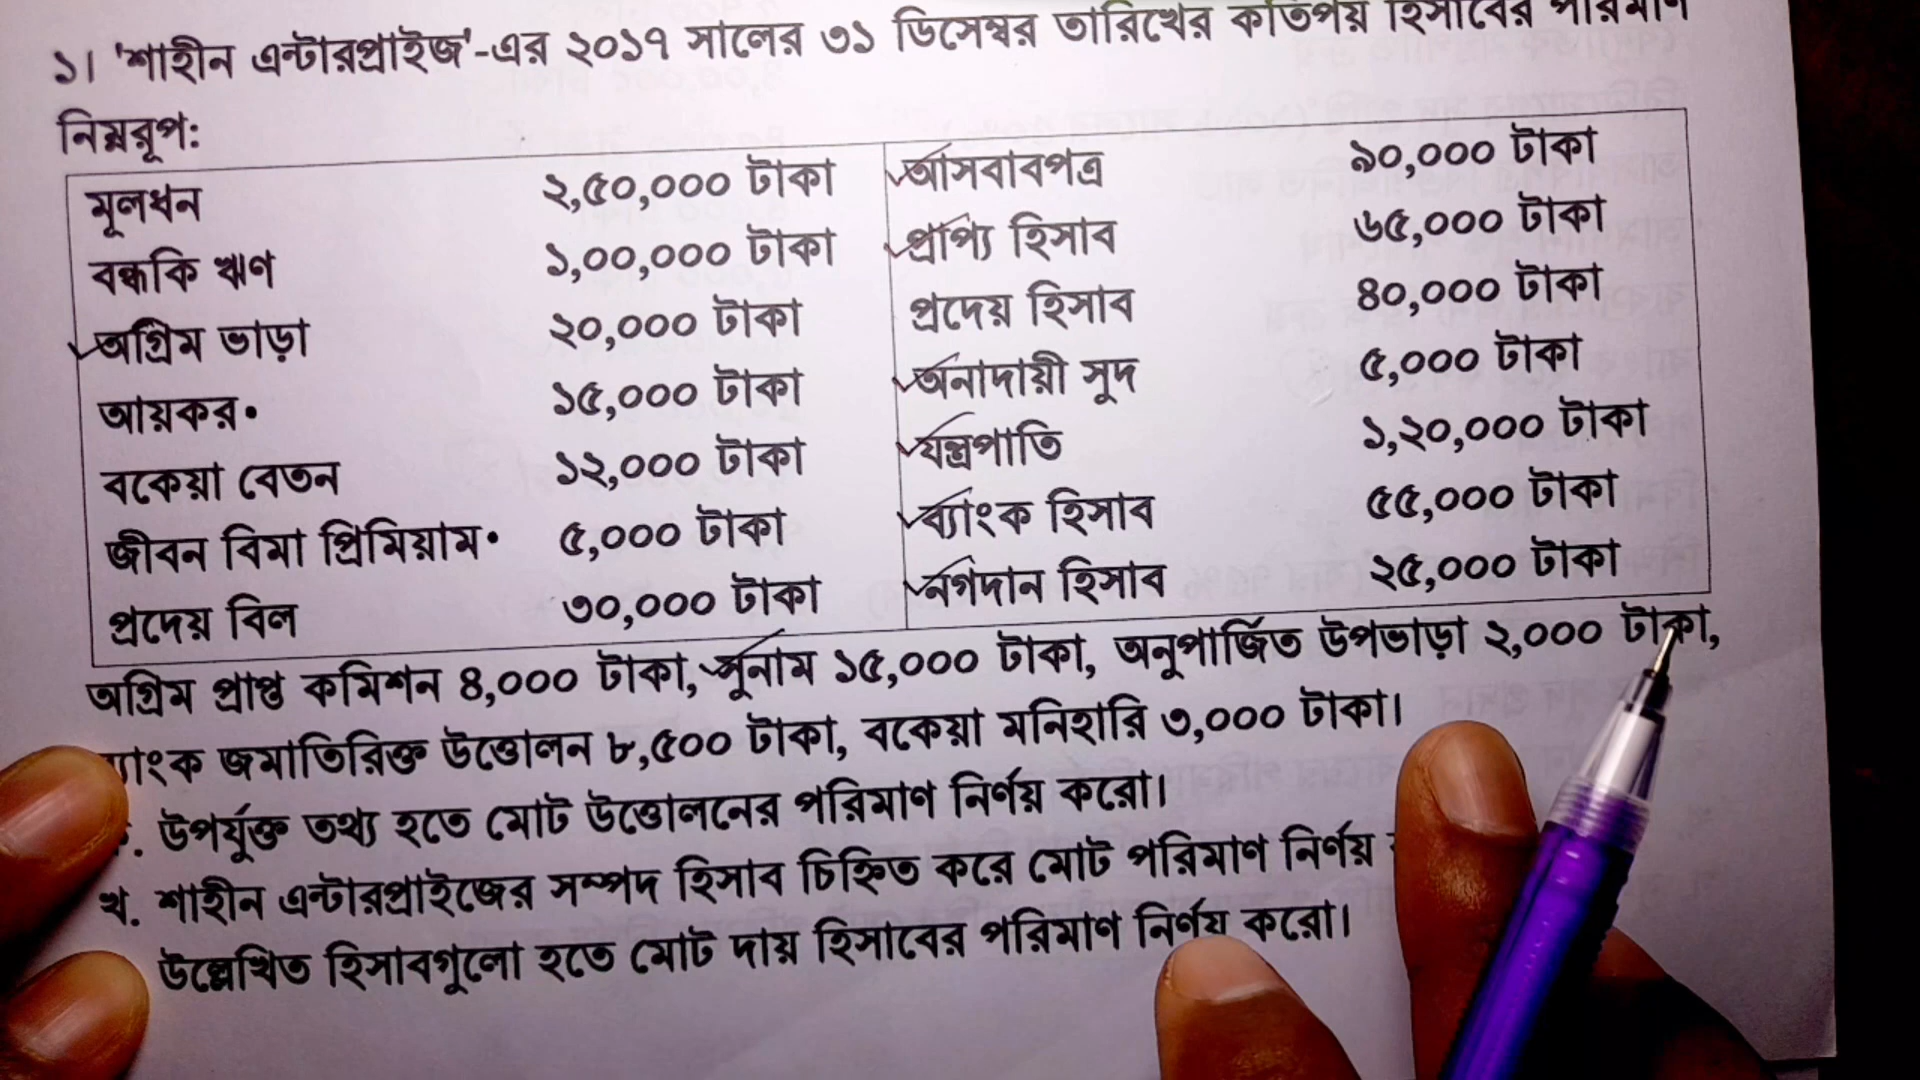 ১। 'শাহীন এন্টারপ্রাইজ'-এর ২০১৭ সালের ৩১ ডিসেম্বর তারিখের কতিপয় হিসাবের পরিমাণ
নিম্নরূপ:
মূলধন ২,৫০,০০০ টাকা আসবাবপত্র ৯০,০০০ টাকা
বন্ধকি ঋণ ১,০০,০০০ টাকা প্রাপ্য হিসাব ৬৫,০০০ টাকা
অগ্রিম ভাড়া ২০,০০০ টাকা প্রদেয় হিসাব ৪০,০০০ টাকা
আয়কর ১৫,০০০ টাকা অনাদায়ী সুদ ৫,০০০ টাকা
বকেয়া বেতন ১২,০০০ টাকা যন্ত্রপাতি ১,২০,০০০ টাকা
জীবন বিমা প্রিমিয়াম ৫,০০০ টাকা ব্যাংক হিসাব ৫৫,০০০ টাকা
প্রদেয় বিল ৩০,০০০ টাকা নগদান হিসাব ২৫,০০০ টাকা
অগ্রিম প্রাপ্ত কমিশন ৪,০০০ টাকা, সুনাম ১৫,০০০ টাকা, অনুপার্জিত উপভাড়া ২,০০০ টাকা,
জমাতিরিক্ত উত্তোলন ৮,৫০০ টাকা, বকেয়া মনিহারি ৩,০০০ টাকা।
উপর্যুক্ত তথ্য হতে মোট উত্তোলনের পরিমাণ নির্ণয় করো।
খ. শাহীন এন্টারপ্রাইজের সম্পদ হিসাব চিহ্নিত করে মোট পরিমাণ নির্ণয়
উল্লেখিত হিসাবগুলো হতে মোট দায় হিসাবের পরিমাণ নির্ণয় করো।